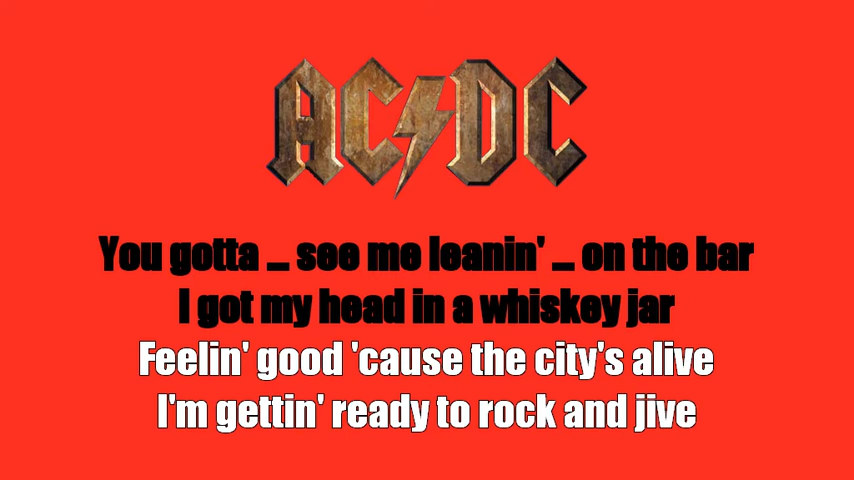 AC⚡DC
You gotta ... see me leanin' ... on the bar
I got my head in a whiskey jar
Feelin' good 'cause the city's alive
I'm gettin' ready to rock and jive